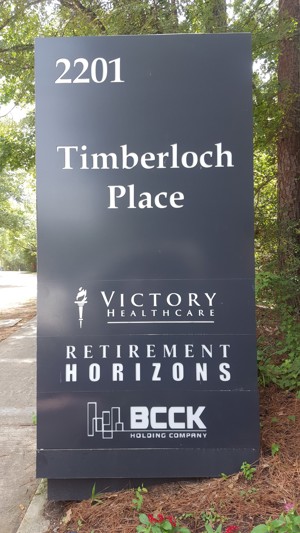 2201
Timberloch
Place
VICTORY
HEALTHCARE
RETIREMENT
HORIZONS
BCCK
HOLDING COMPANY